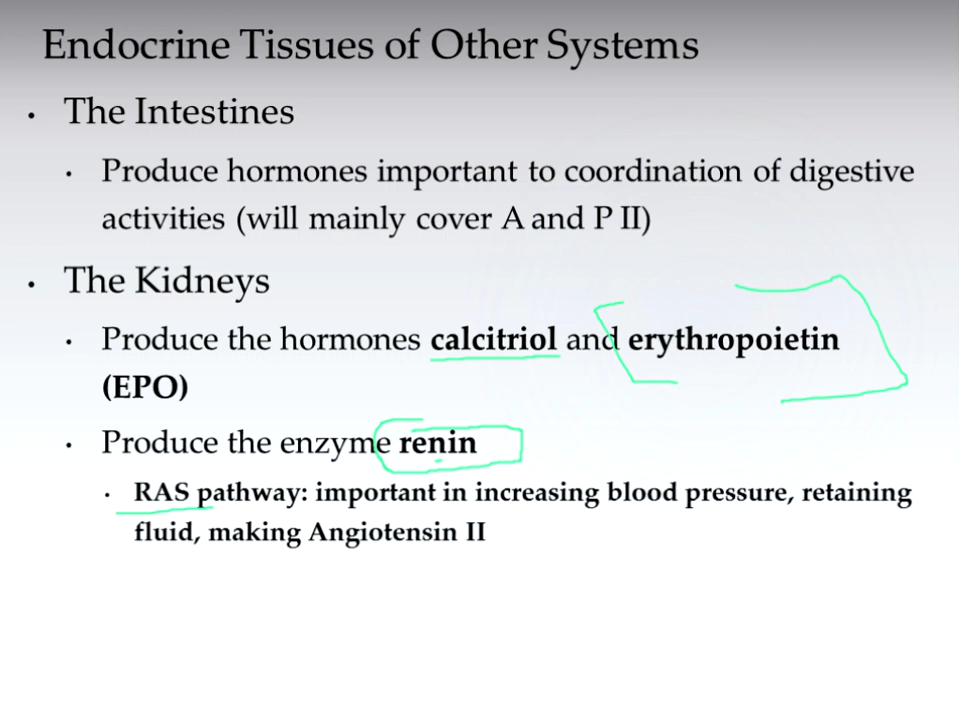 Endocrine Tissues of Other Systems
• The Intestines
• Produce hormones important to coordination of digestive
activities (will mainly cover A and P II)
• The Kidneys
• Produce the hormones calcitriol and erythropoietin
(EPO)
• Produce the enzyme renin
• RAS pathway: important in increasing blood pressure, retaining
fluid, making Angiotensin II